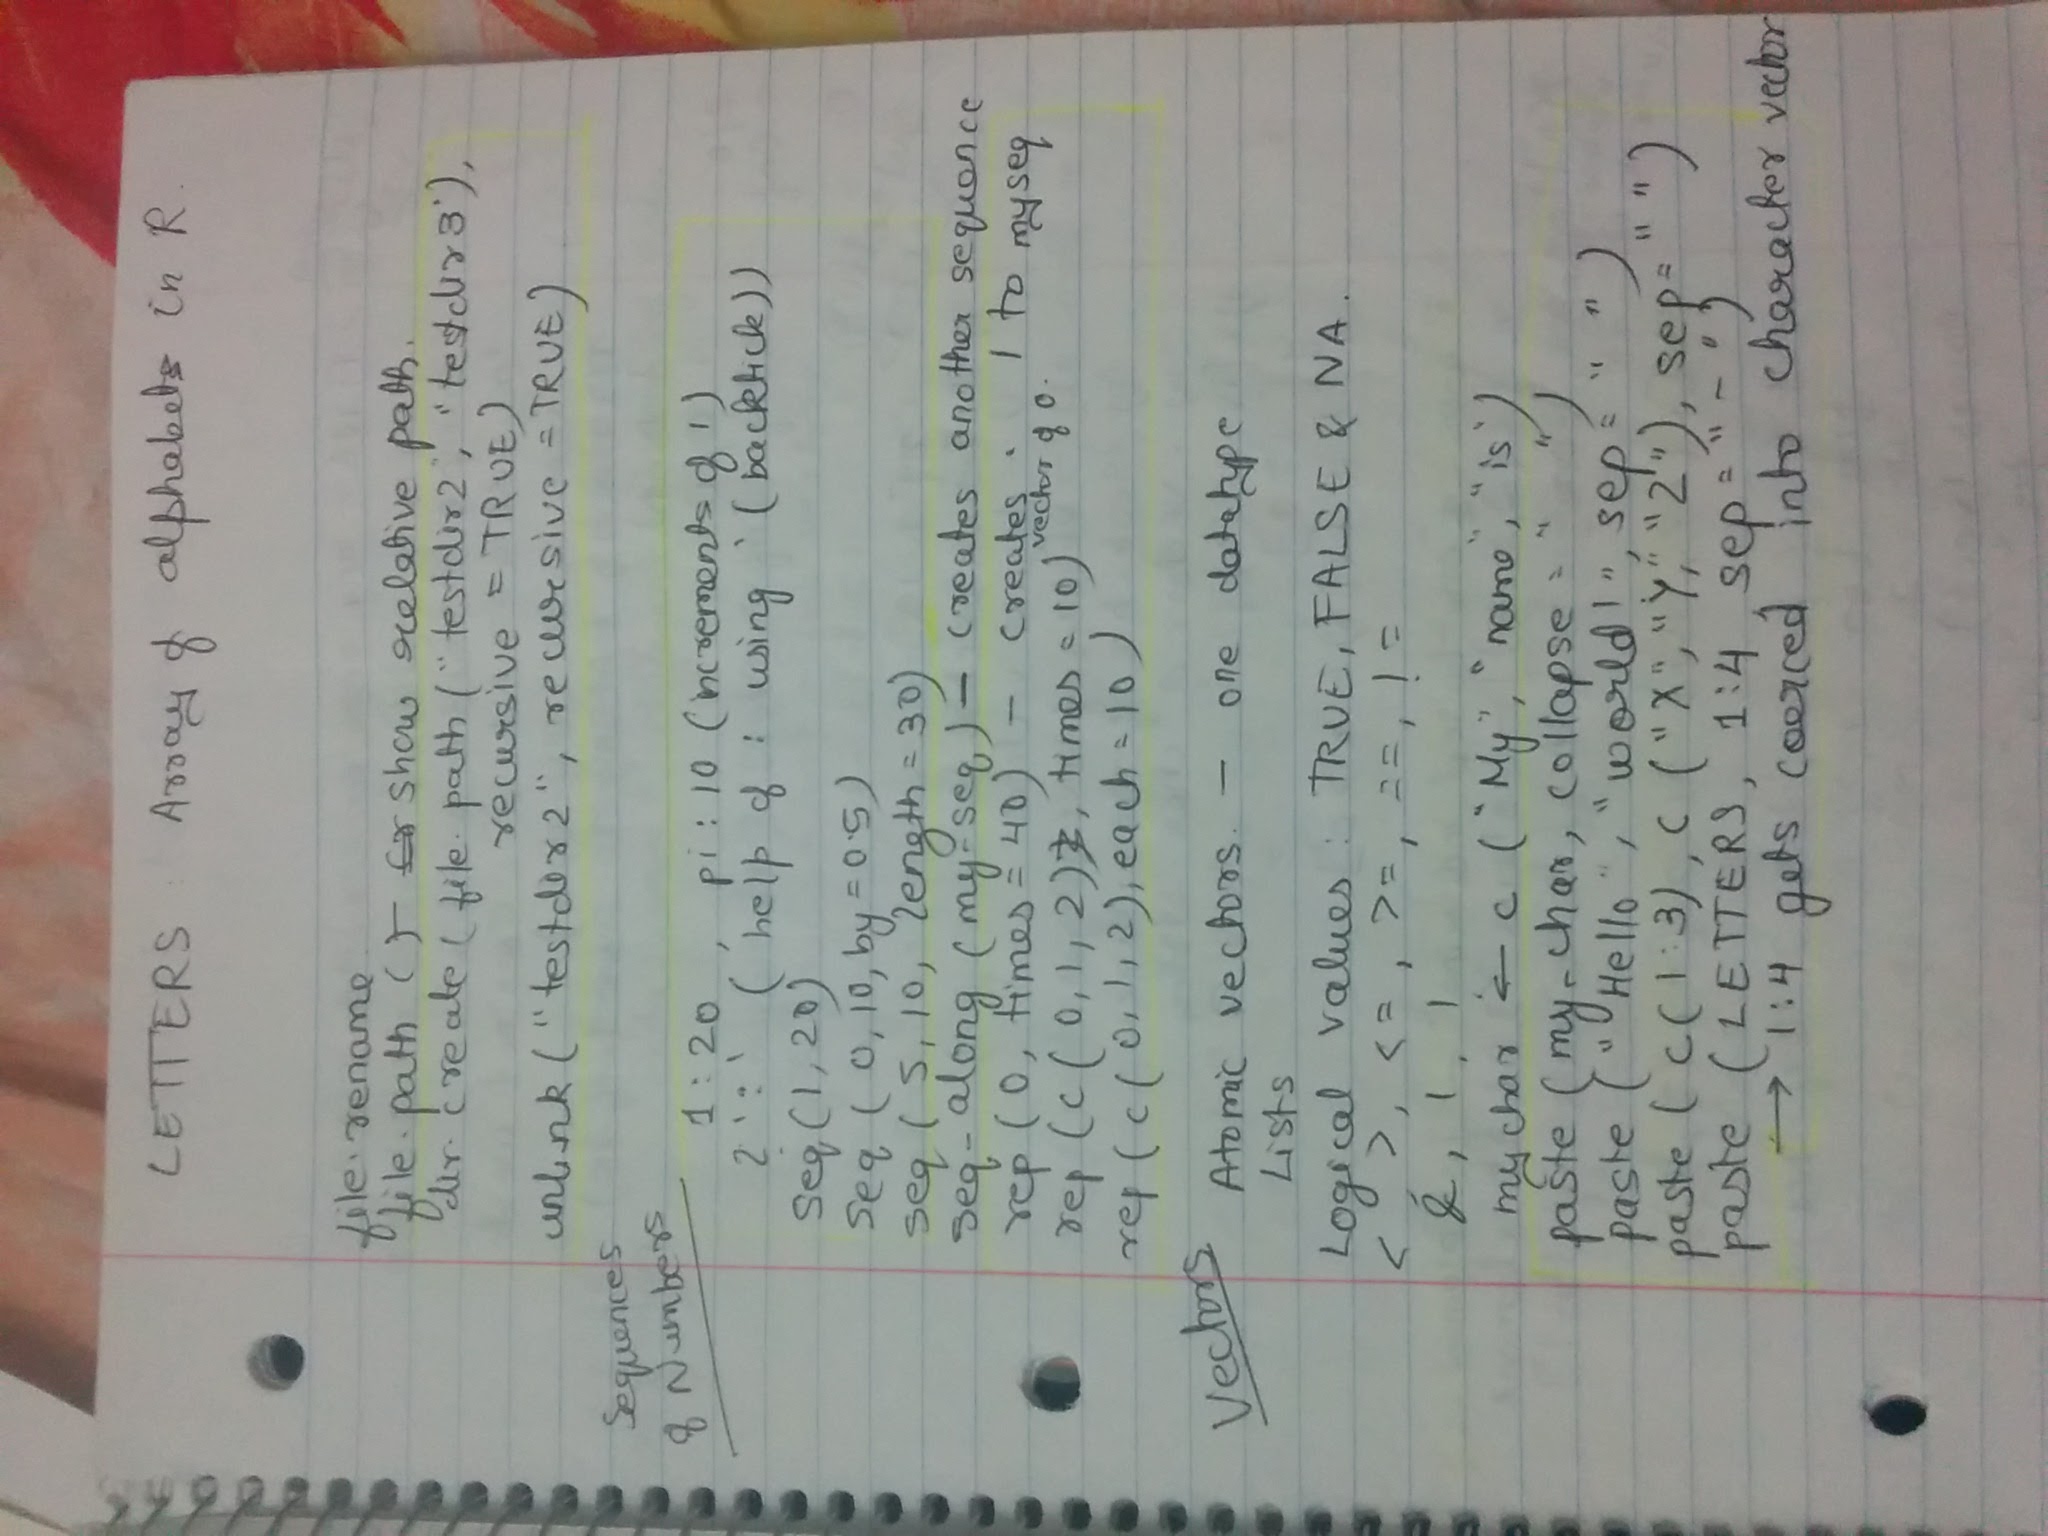 LETTERS : Array of alphabets in R.
file.rename
file.path () - show relative path.
dir.create (file.path ("testdir2", "testdir3'),
recursive = TRUE)
unlink ("testdir2", recursive = TRUE)
Sequences
of Numbers
1:20, pi:10 (increments of 1)
? `:` (help of : using ` (backtick))
seq (1, 20)
seq (0, 10, by = 0.5)
seq (5, 10, length = 30)
seq_along (my_seq) - creates another sequence
rep (0, times = 40) - creates 1 to myseq
vector of 0.
rep (c (0, 1, 2), times = 10)
rep (c (0, 1, 2), each = 10)
Vectors
Atomic vectors. - one datatype
Lists
Logical values : TRUE, FALSE & NA.
< >, <=, >=, ==, !=
&, |, !
mychar ← c ("My", "name", "is')
paste (my_char, collapse = " ")
paste ("Hello", "world!", sep = " ")
paste (c (1:3), c ("X", "Y", "Z"), sep = " ")
paste (LETTERS, 1:4 sep = "-")
→ 1:4 gets coerced into character vector